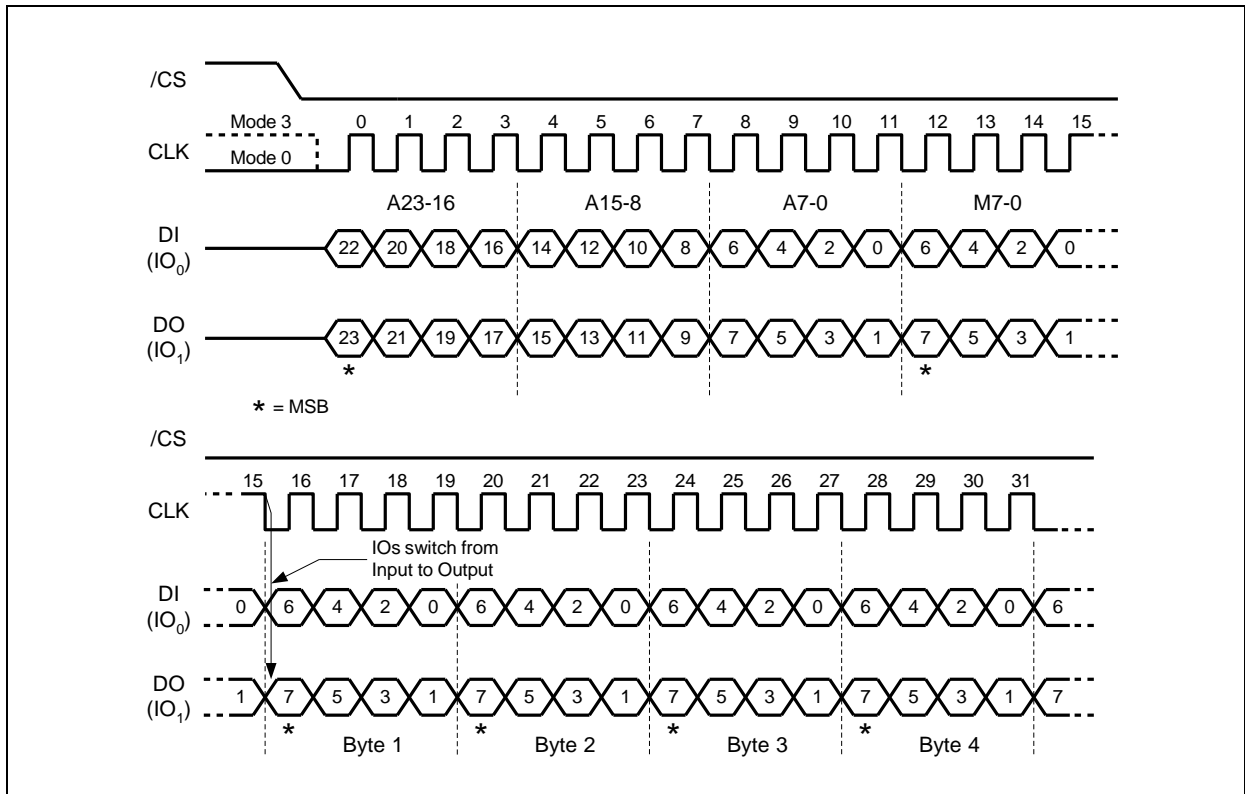 /CS
Mode 3
0 1 2 3 4 5 6 7 8 9 10 11 12 13 14 15
CLK
Mode 0
A23-16 A15-8 A7-0 M7-0
DI
(IO0)
22 20 18 16 14 12 10 8 6 4 2 0 6 4 2 0
DO
(IO1)
23 21 19 17 15 13 11 9 7 5 3 1 7 5 3 1
* *
* = MSB
/CS
15 16 17 18 19 20 21 22 23 24 25 26 27 28 29 30 31
CLK
IOs switch from
Input to Output
DI
(IO0)
0 6 4 2 0 6 4 2 0 6 4 2 0 6 4 2 0 6
DO
(IO1)
1 7 5 3 1 7 5 3 1 7 5 3 1 7 5 3 1 7
* * * *
Byte 1 Byte 2 Byte 3 Byte 4